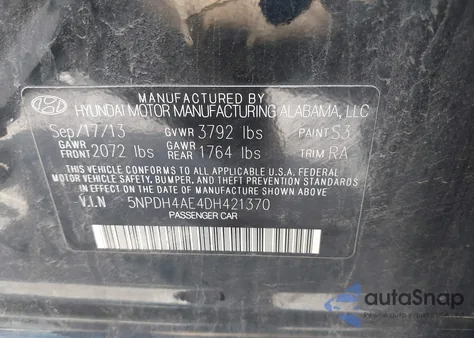 MANUFACTURED BY
HYUNDAI MOTOR MANUFACTURING ALABAMA, LLC
Sep/17/13 GVWR 3792 lbs PAINT S3
GAWR FRONT 2072 lbs GAWR REAR 1764 lbs TRIM RA
THIS VEHICLE CONFORMS TO ALL APPLICABLE U.S.A FEDERAL
MOTOR VEHICLE SAFETY, BUMPER, AND THEFT PREVENTION STANDARDS
IN EFFECT ON THE DATE OF MANUFACTURE SHOWN ABOVE.
V.I.N 5NPDH4AE4DH421370
PASSENGER CAR
autoSnap